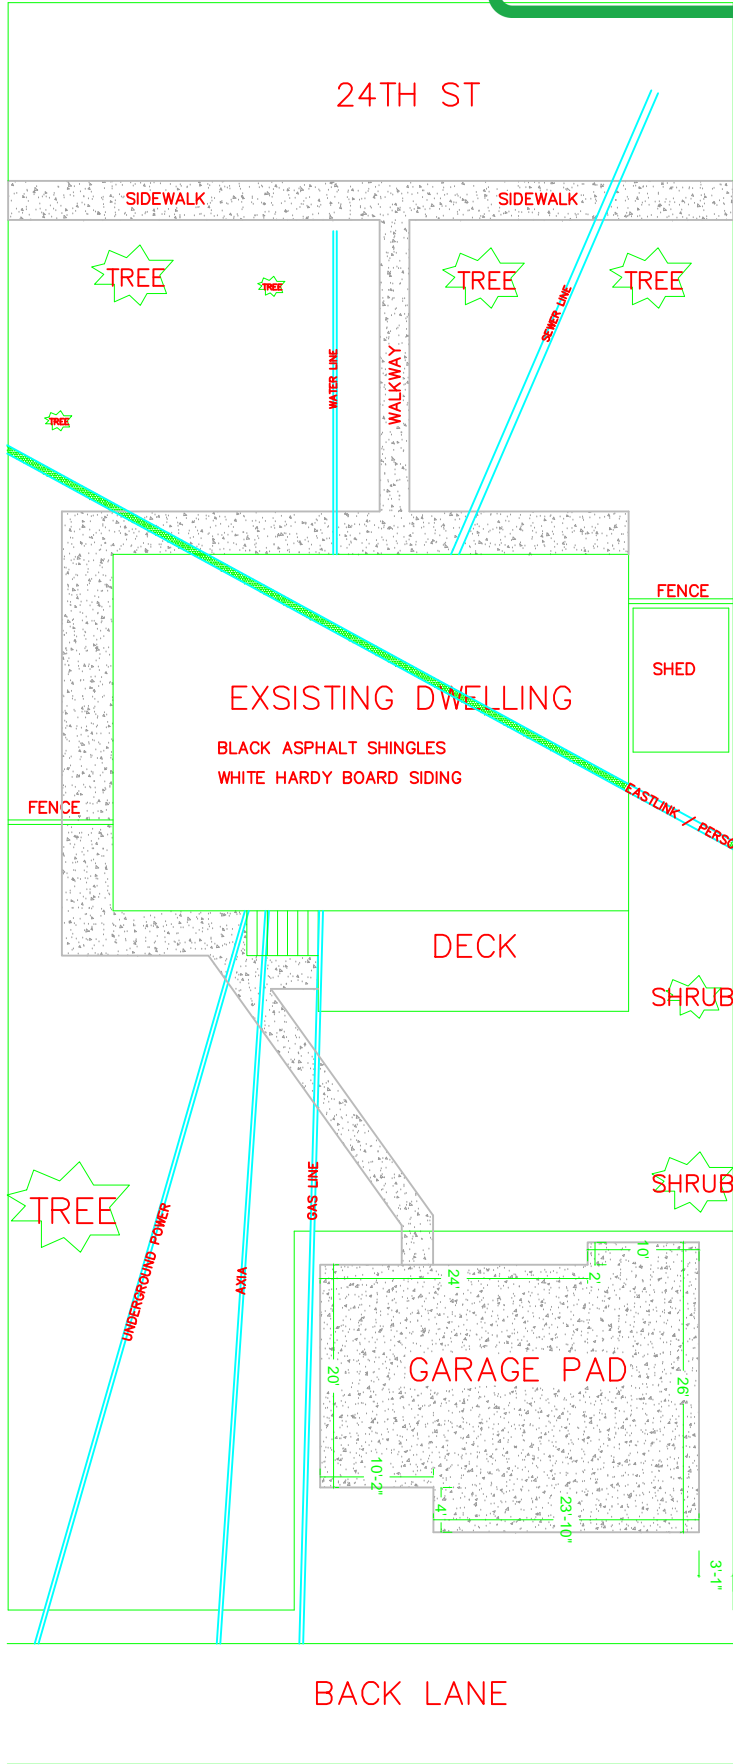 24TH ST
SIDEWALK
SIDEWALK
TREE
TREE
TREE
TREE
SEWER LINE
WATER LINE
WALKWAY
TREE
FENCE
SHED
EXSISTING DWELLING
BLACK ASPHALT SHINGLES
WHITE HARDY BOARD SIDING
FENCE
EASTLINK /
DECK
SHRUB
SHRUB
TREE
UNDERGROUND POWER
AXIA
GAS LINE
10'
2'
24'
GARAGE PAD
20'
26'
10'-2"
4'
23'-10"
3'-1"
BACK LANE